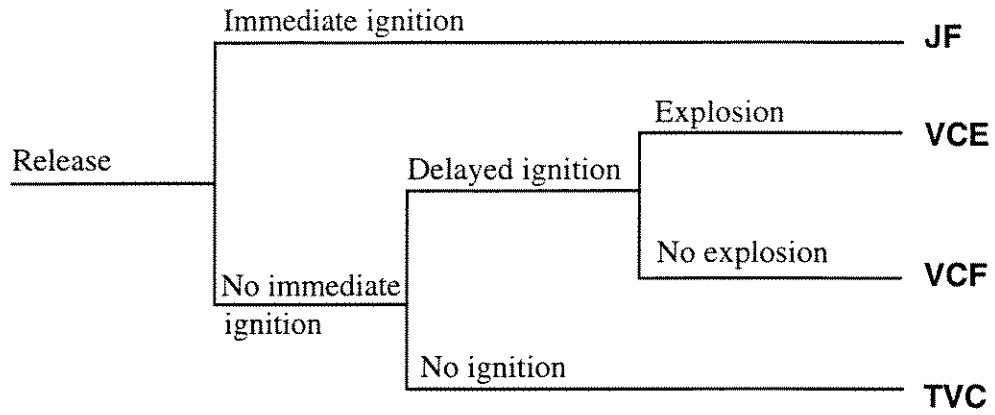 Immediate ignition
JF
Explosion
VCE
Release
Delayed ignition
No explosion
VCF
No immediate
ignition
No ignition
TVC